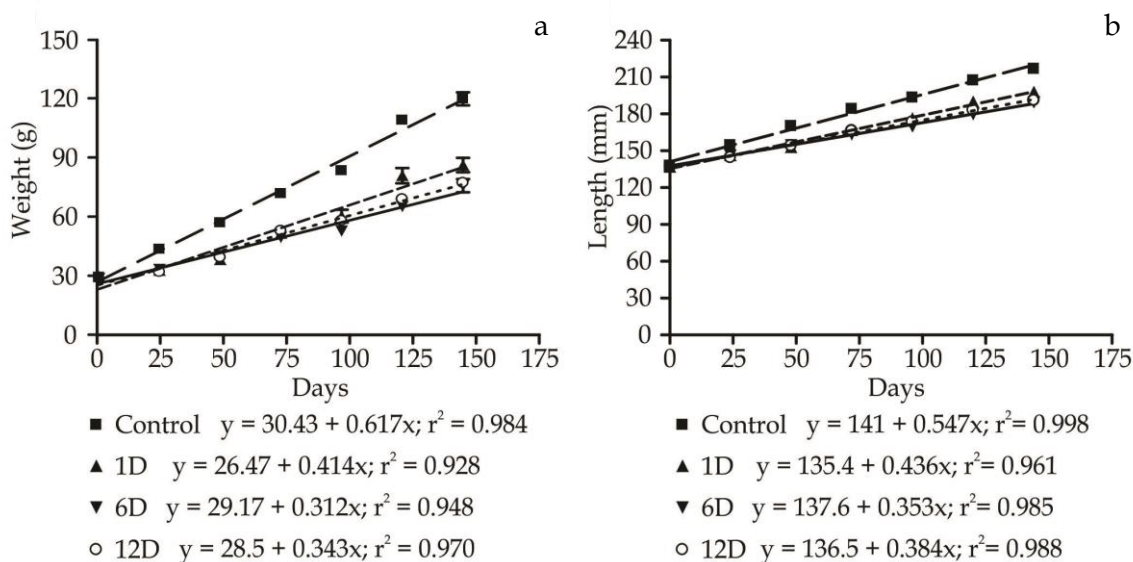 a
Weight (g)
150
120
90
60
30
0
0 25 50 75 100 125 150 175
Days
■ Control y = 30.43 + 0.617x; r² = 0.984
▲ 1D y = 26.47 + 0.414x; r² = 0.928
▼ 6D y = 29.17 + 0.312x; r² = 0.948
○ 12D y = 28.5 + 0.343x; r² = 0.970
b
Length (mm)
240
210
180
150
120
90
60
30
0
0 25 50 75 100 125 150 175
Days
■ Control y = 141 + 0.547x; r²= 0.998
▲ 1D y = 135.4 + 0.436x; r²= 0.961
▼ 6D y = 137.6 + 0.353x; r²= 0.985
○ 12D y = 136.5 + 0.384x; r²= 0.988